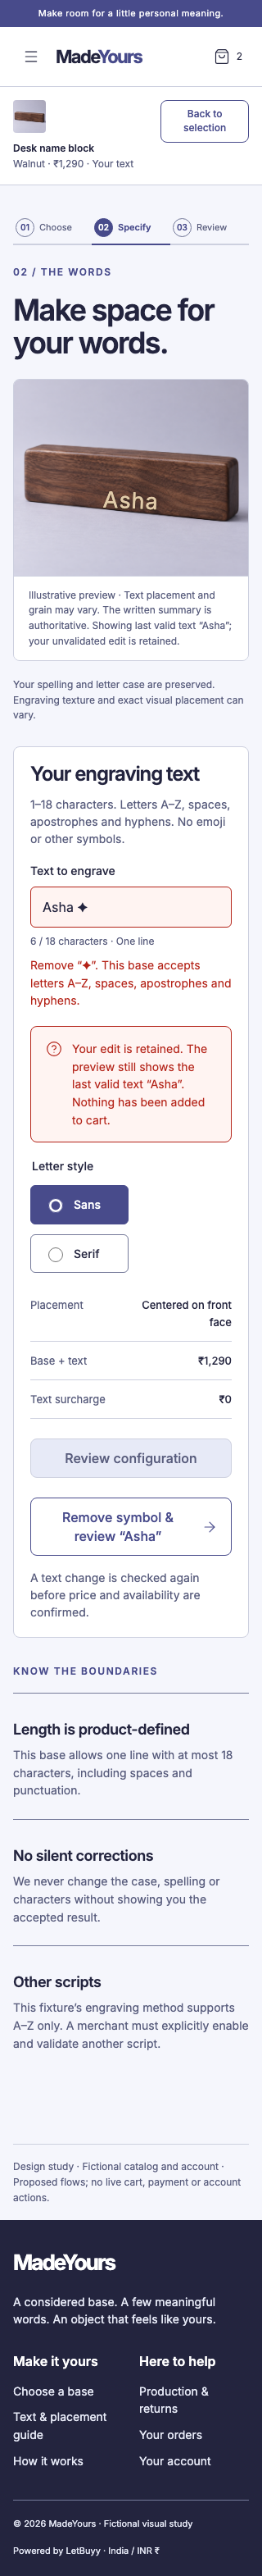 Make room for a little personal meaning.
MadeYours
2
Desk name block
Walnut · ₹1,290 · Your text
Back to
selection
01 Choose
02 Specify
03 Review
02 / THE WORDS
Make space for
your words.
Asha
Illustrative preview · Text placement and
grain may vary. The written summary is
authoritative. Showing last valid text “Asha”;
your unvalidated edit is retained.
Your spelling and letter case are preserved.
Engraving texture and exact visual placement can
vary.
Your engraving text
1–18 characters. Letters A–Z, spaces,
apostrophes and hyphens. No emoji
or other symbols.
Text to engrave
Asha ✦
6 / 18 characters · One line
Remove “✦”. This base accepts
letters A–Z, spaces, apostrophes and
hyphens.
Your edit is retained. The
preview still shows the
last valid text “Asha”.
Nothing has been added
to cart.
Letter style
Sans
Serif
Placement Centered on front
face
Base + text ₹1,290
Text surcharge ₹0
Review configuration
Remove symbol &
review “Asha”
A text change is checked again
before price and availability are
confirmed.
KNOW THE BOUNDARIES
Length is product-defined
This base allows one line with at most 18
characters, including spaces and
punctuation.
No silent corrections
We never change the case, spelling or
characters without showing you the
accepted result.
Other scripts
This fixture’s engraving method supports
A–Z only. A merchant must explicitly enable
and validate another script.
Design study · Fictional catalog and account ·
Proposed flows; no live cart, payment or account
actions.
MadeYours
A considered base. A few meaningful
words. An object that feels like yours.
Make it yours
Choose a base
Text & placement
guide
How it works
Here to help
Production &
returns
Your orders
Your account
© 2026 MadeYours · Fictional visual study
Powered by LetBuyy · India / INR ₹